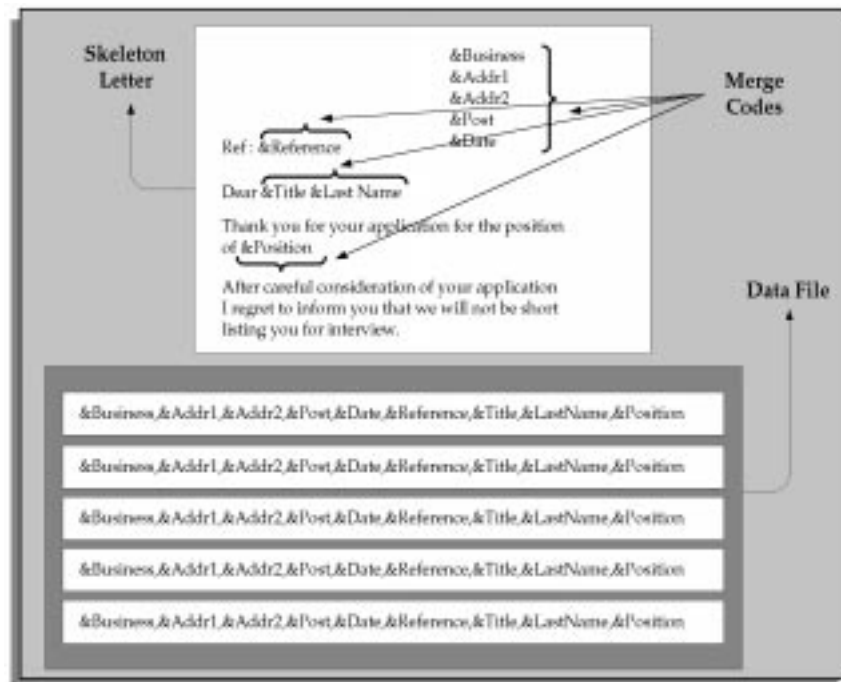 Skeleton
Letter
&Business
&Addr1
&Addr2
&Post
&Date
Merge
Codes
Ref : &Reference
Dear &Title &Last Name
Thank you for your application for the position
of &Position
After careful consideration of your application
I regret to inform you that we will not be short
listing you for interview.
Data File
&Business,&Addr1,&Addr2,&Post,&Date,&Reference,&Title,&LastName,&Position
&Business,&Addr1,&Addr2,&Post,&Date,&Reference,&Title,&LastName,&Position
&Business,&Addr1,&Addr2,&Post,&Date,&Reference,&Title,&LastName,&Position
&Business,&Addr1,&Addr2,&Post,&Date,&Reference,&Title,&LastName,&Position
&Business,&Addr1,&Addr2,&Post,&Date,&Reference,&Title,&LastName,&Position